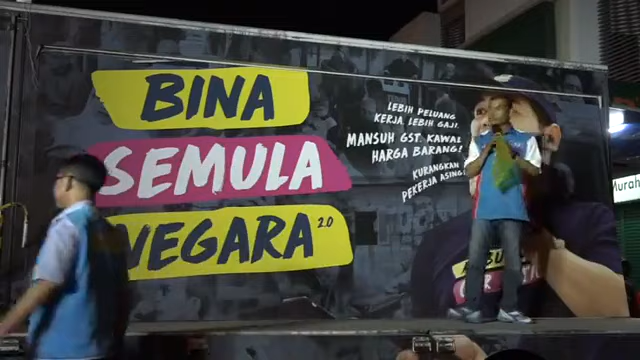 BINA
SEMULA
NEGARA 2.0
LEBIH PELUANG
KERJA, LEBIH GAJI.
MANSUH GST KAWAL
HARGA BARANG!
KURANGKAN
PEKERJA ASING
Murah